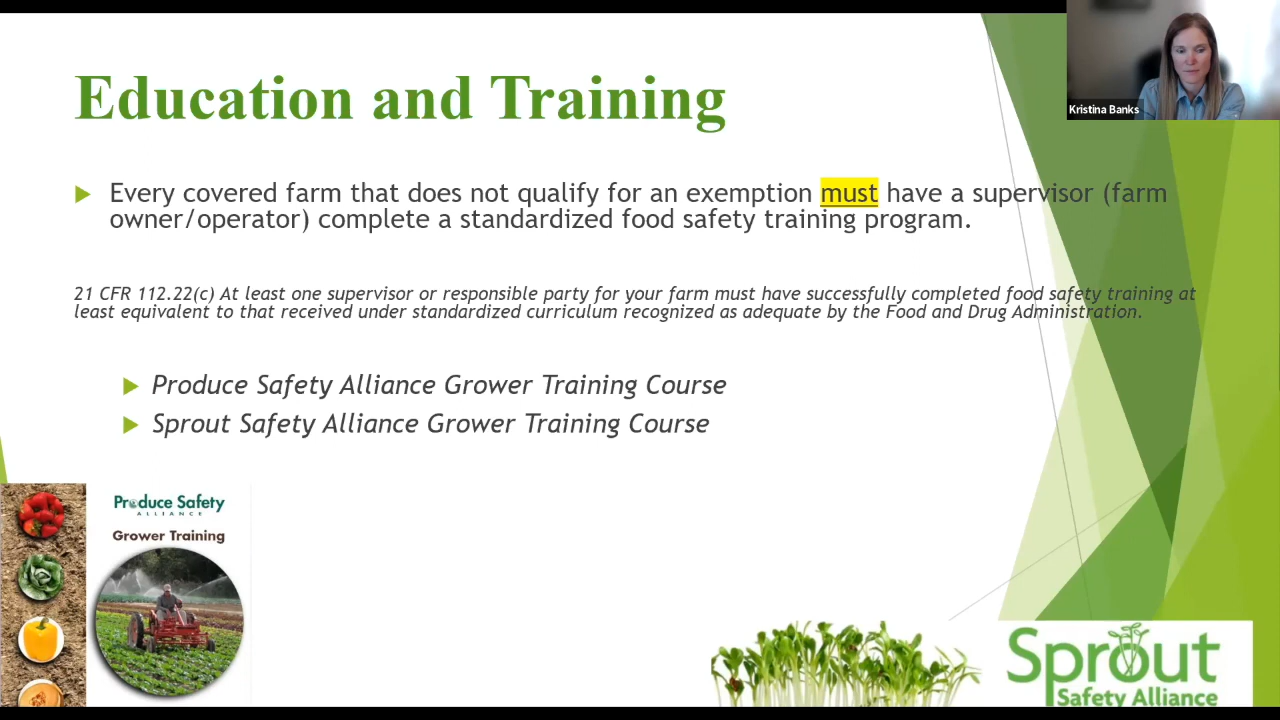 Education and Training
Kristina Banks
Every covered farm that does not qualify for an exemption must have a supervisor (farm
owner/operator) complete a standardized food safety training program.
21 CFR 112.22(c) At least one supervisor or responsible party for your farm must have successfully completed food safety training at
least equivalent to that received under standardized curriculum recognized as adequate by the Food and Drug Administration.
Produce Safety Alliance Grower Training Course
Sprout Safety Alliance Grower Training Course
Produce Safety
ALLIANCE
Grower Training
Sprout
Safety Alliance